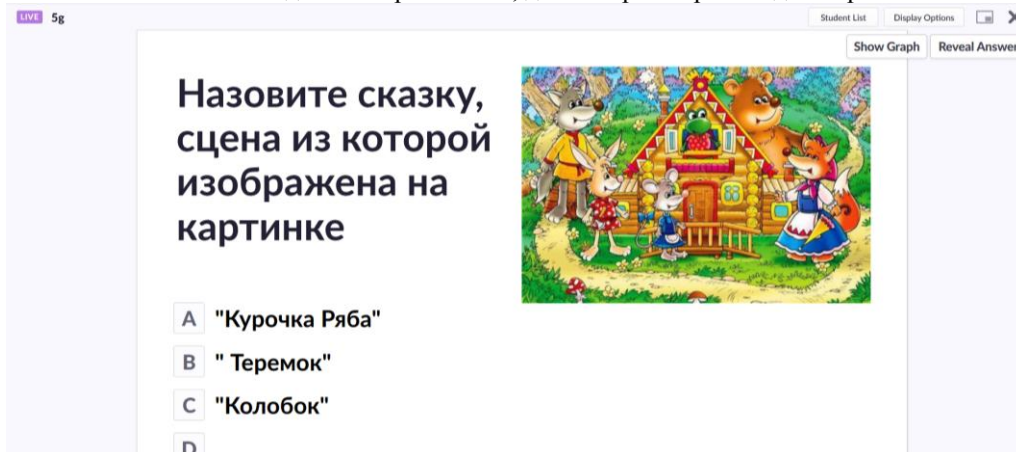 LIVE 5g Student List Display Options
Show Graph Reveal Answer
Назовите сказку,
сцена из которой
изображена на
картинке
A "Курочка Ряба"
B " Теремок"
C "Колобок"
D